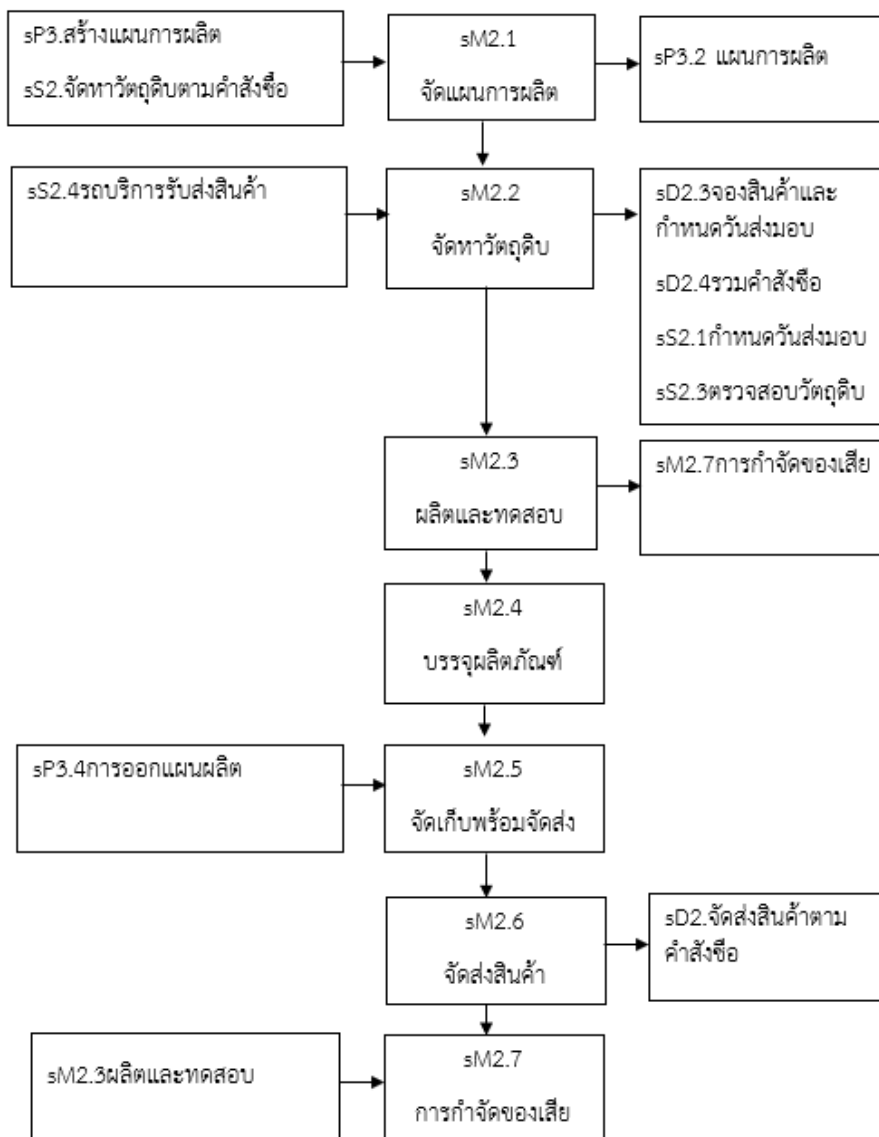 sP3.สร้างแผนการผลิต
sS2.จัดหาวัตถุดิบตามคำสั่งซื้อ
sM2.1
จัดแผนการผลิต
sP3.2 แผนการผลิต
sS2.4รถบริการรับส่งสินค้า
sM2.2
จัดหาวัตถุดิบ
sD2.3จองสินค้าและ
กำหนดวันส่งมอบ
sD2.4รวมคำสั่งซื้อ
sS2.1กำหนดวันส่งมอบ
sS2.3ตรวจสอบวัตถุดิบ
sM2.3
ผลิตและทดสอบ
sM2.7การกำจัดของเสีย
sM2.4
บรรจุผลิตภัณฑ์
sP3.4การออกแผนผลิต
sM2.5
จัดเก็บพร้อมจัดส่ง
sM2.6
จัดส่งสินค้า
sD2.จัดส่งสินค้าตาม
คำสั่งซื้อ
sM2.3ผลิตและทดสอบ
sM2.7
การกำจัดของเสีย